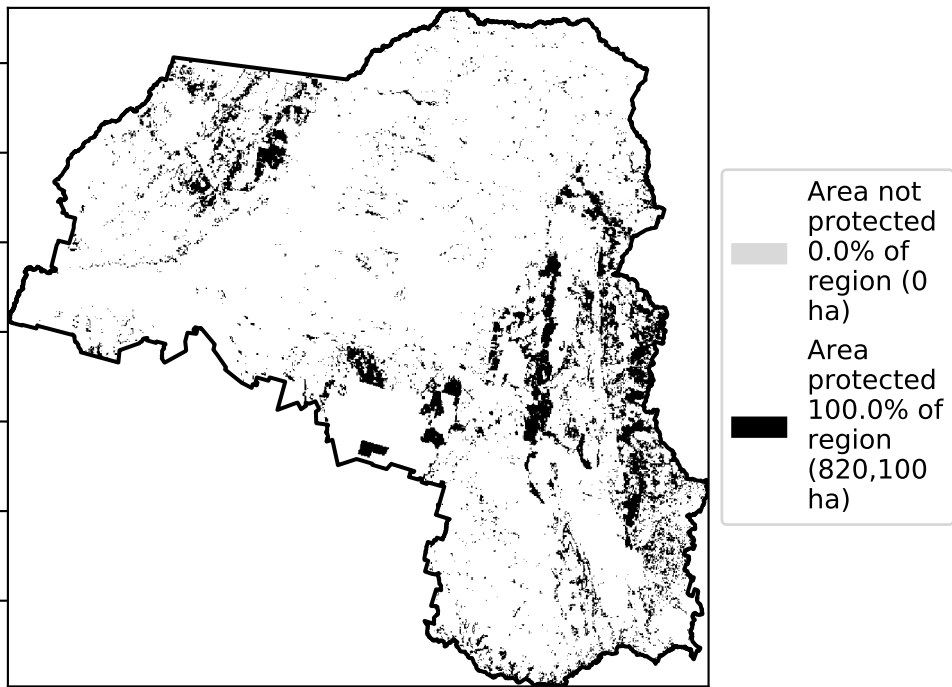 Area not
protected
0.0% of
region (0
ha)
Area
protected
100.0% of
region
(820,100
ha)